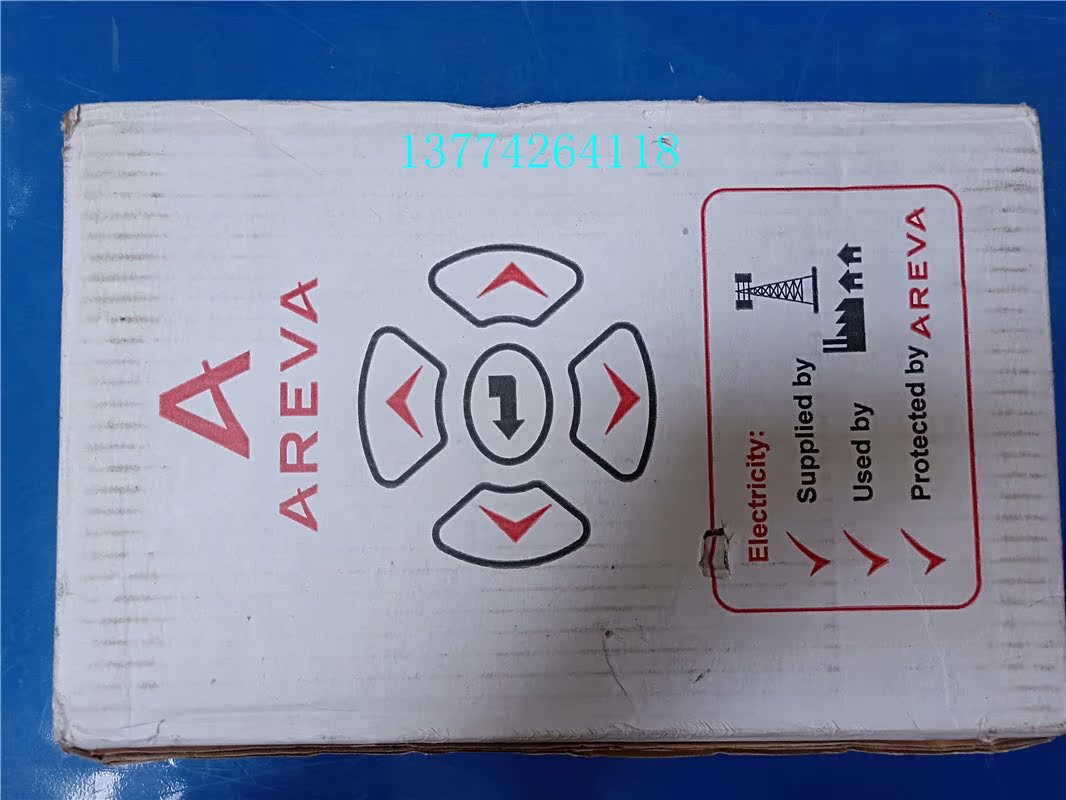 13774264118
AREVA
Electricity:
Supplied by
Used by
Protected by AREVA